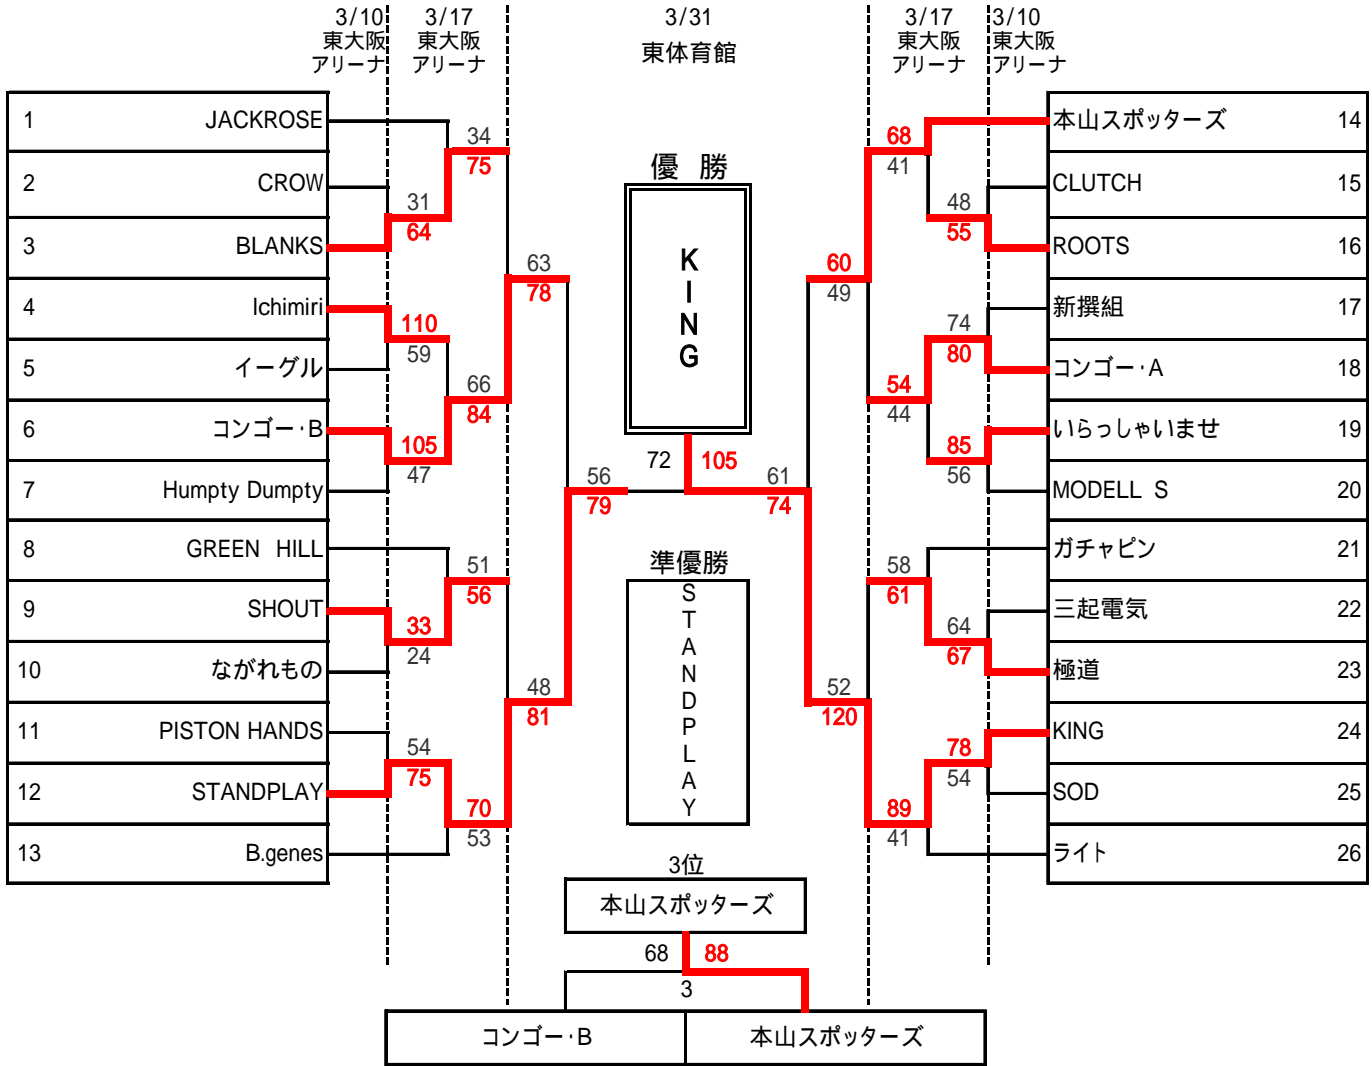 3/10
東大阪
アリーナ
3/17
東大阪
アリーナ
3/31
東体育館
3/17
東大阪
アリーナ
3/10
東大阪
アリーナ
1 JACKROSE
2 CROW
3 BLANKS
4 Ichimiri
5 イーグル
6 コンゴー・B
7 Humpty Dumpty
8 GREEN HILL
9 SHOUT
10 ながれもの
11 PISTON HANDS
12 STANDPLAY
13 B.genes
31
64
110
59
105
47
33
24
54
75
34
75
66
84
51
56
70
53
63
78
48
81
56
79
優 勝
KING
72 105
準優勝
STANDPLAY
61
74
60
49
52
120
68
41
54
44
58
61
89
41
48
55
74
80
85
56
64
67
78
54
本山スポッターズ 14
CLUTCH 15
ROOTS 16
新撰組 17
コンゴー・A 18
いらっしゃいませ 19
MODELL S 20
ガチャピン 21
三起電気 22
極道 23
KING 24
SOD 25
ライト 26
3位
本山スポッターズ
68 88
3
コンゴー・B 本山スポッターズ